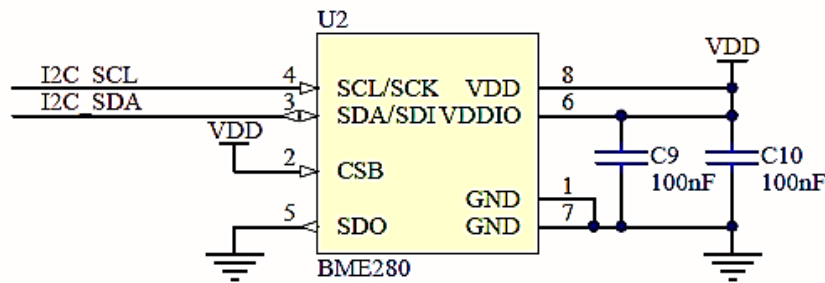 U2
VDD
I2C_SCL 4 SCL/SCK VDD 8
I2C_SDA 3 SDA/SDI VDDIO 6
VDD
2 CSB
C9 C10
100nF 100nF
GND 1
5 SDO GND 7
BME280